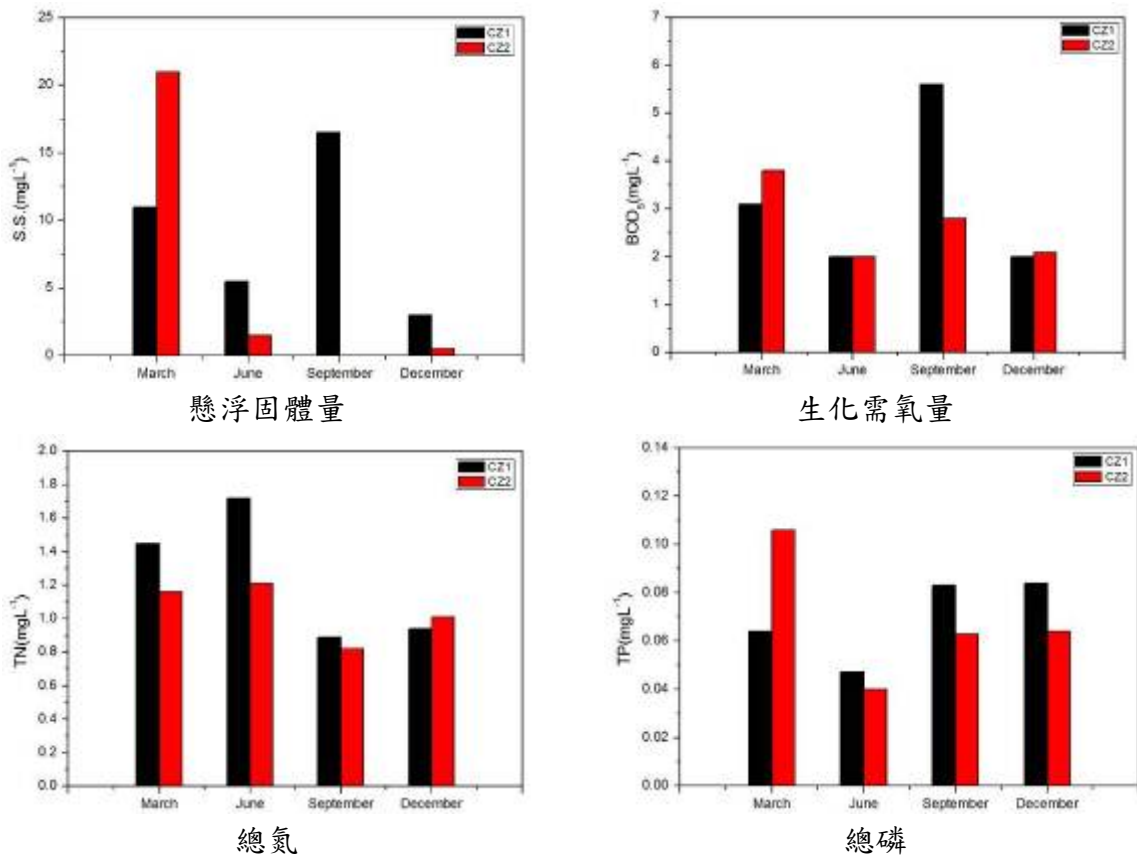 25
20
15
10
5
0
S.S.(mgL⁻¹)
CZ1
CZ2
March June September December
懸浮固體量
7
6
5
4
3
2
1
0
BOD₅(mgL⁻¹)
CZ1
CZ2
March June September December
生化需氧量
2.0
1.8
1.6
1.4
1.2
1.0
0.8
0.6
0.4
0.2
0.0
TN(mgL⁻¹)
CZ1
CZ2
March June September December
總氮
0.14
0.12
0.10
0.08
0.06
0.04
0.02
0.00
TP(mgL⁻¹)
CZ1
CZ2
March June September December
總磷